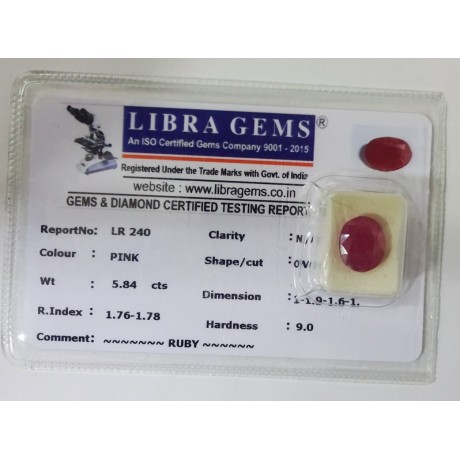 LIBRA GEMS®
An ISO Certified Gems Company 9001 - 2015
Registered Under the Trade Marks with Govt. of India
website : www.libragems.co.in
GEMS & DIAMOND CERTIFIED TESTING REPORT
ReportNo: LR 240 Clarity :
Colour : PINK Shape/cut :
Wt : 5.84 cts Dimension :
R.Index : 1.76-1.78 Hardness : 9.0
Comment: ~~~~~~~ RUBY ~~~~~~